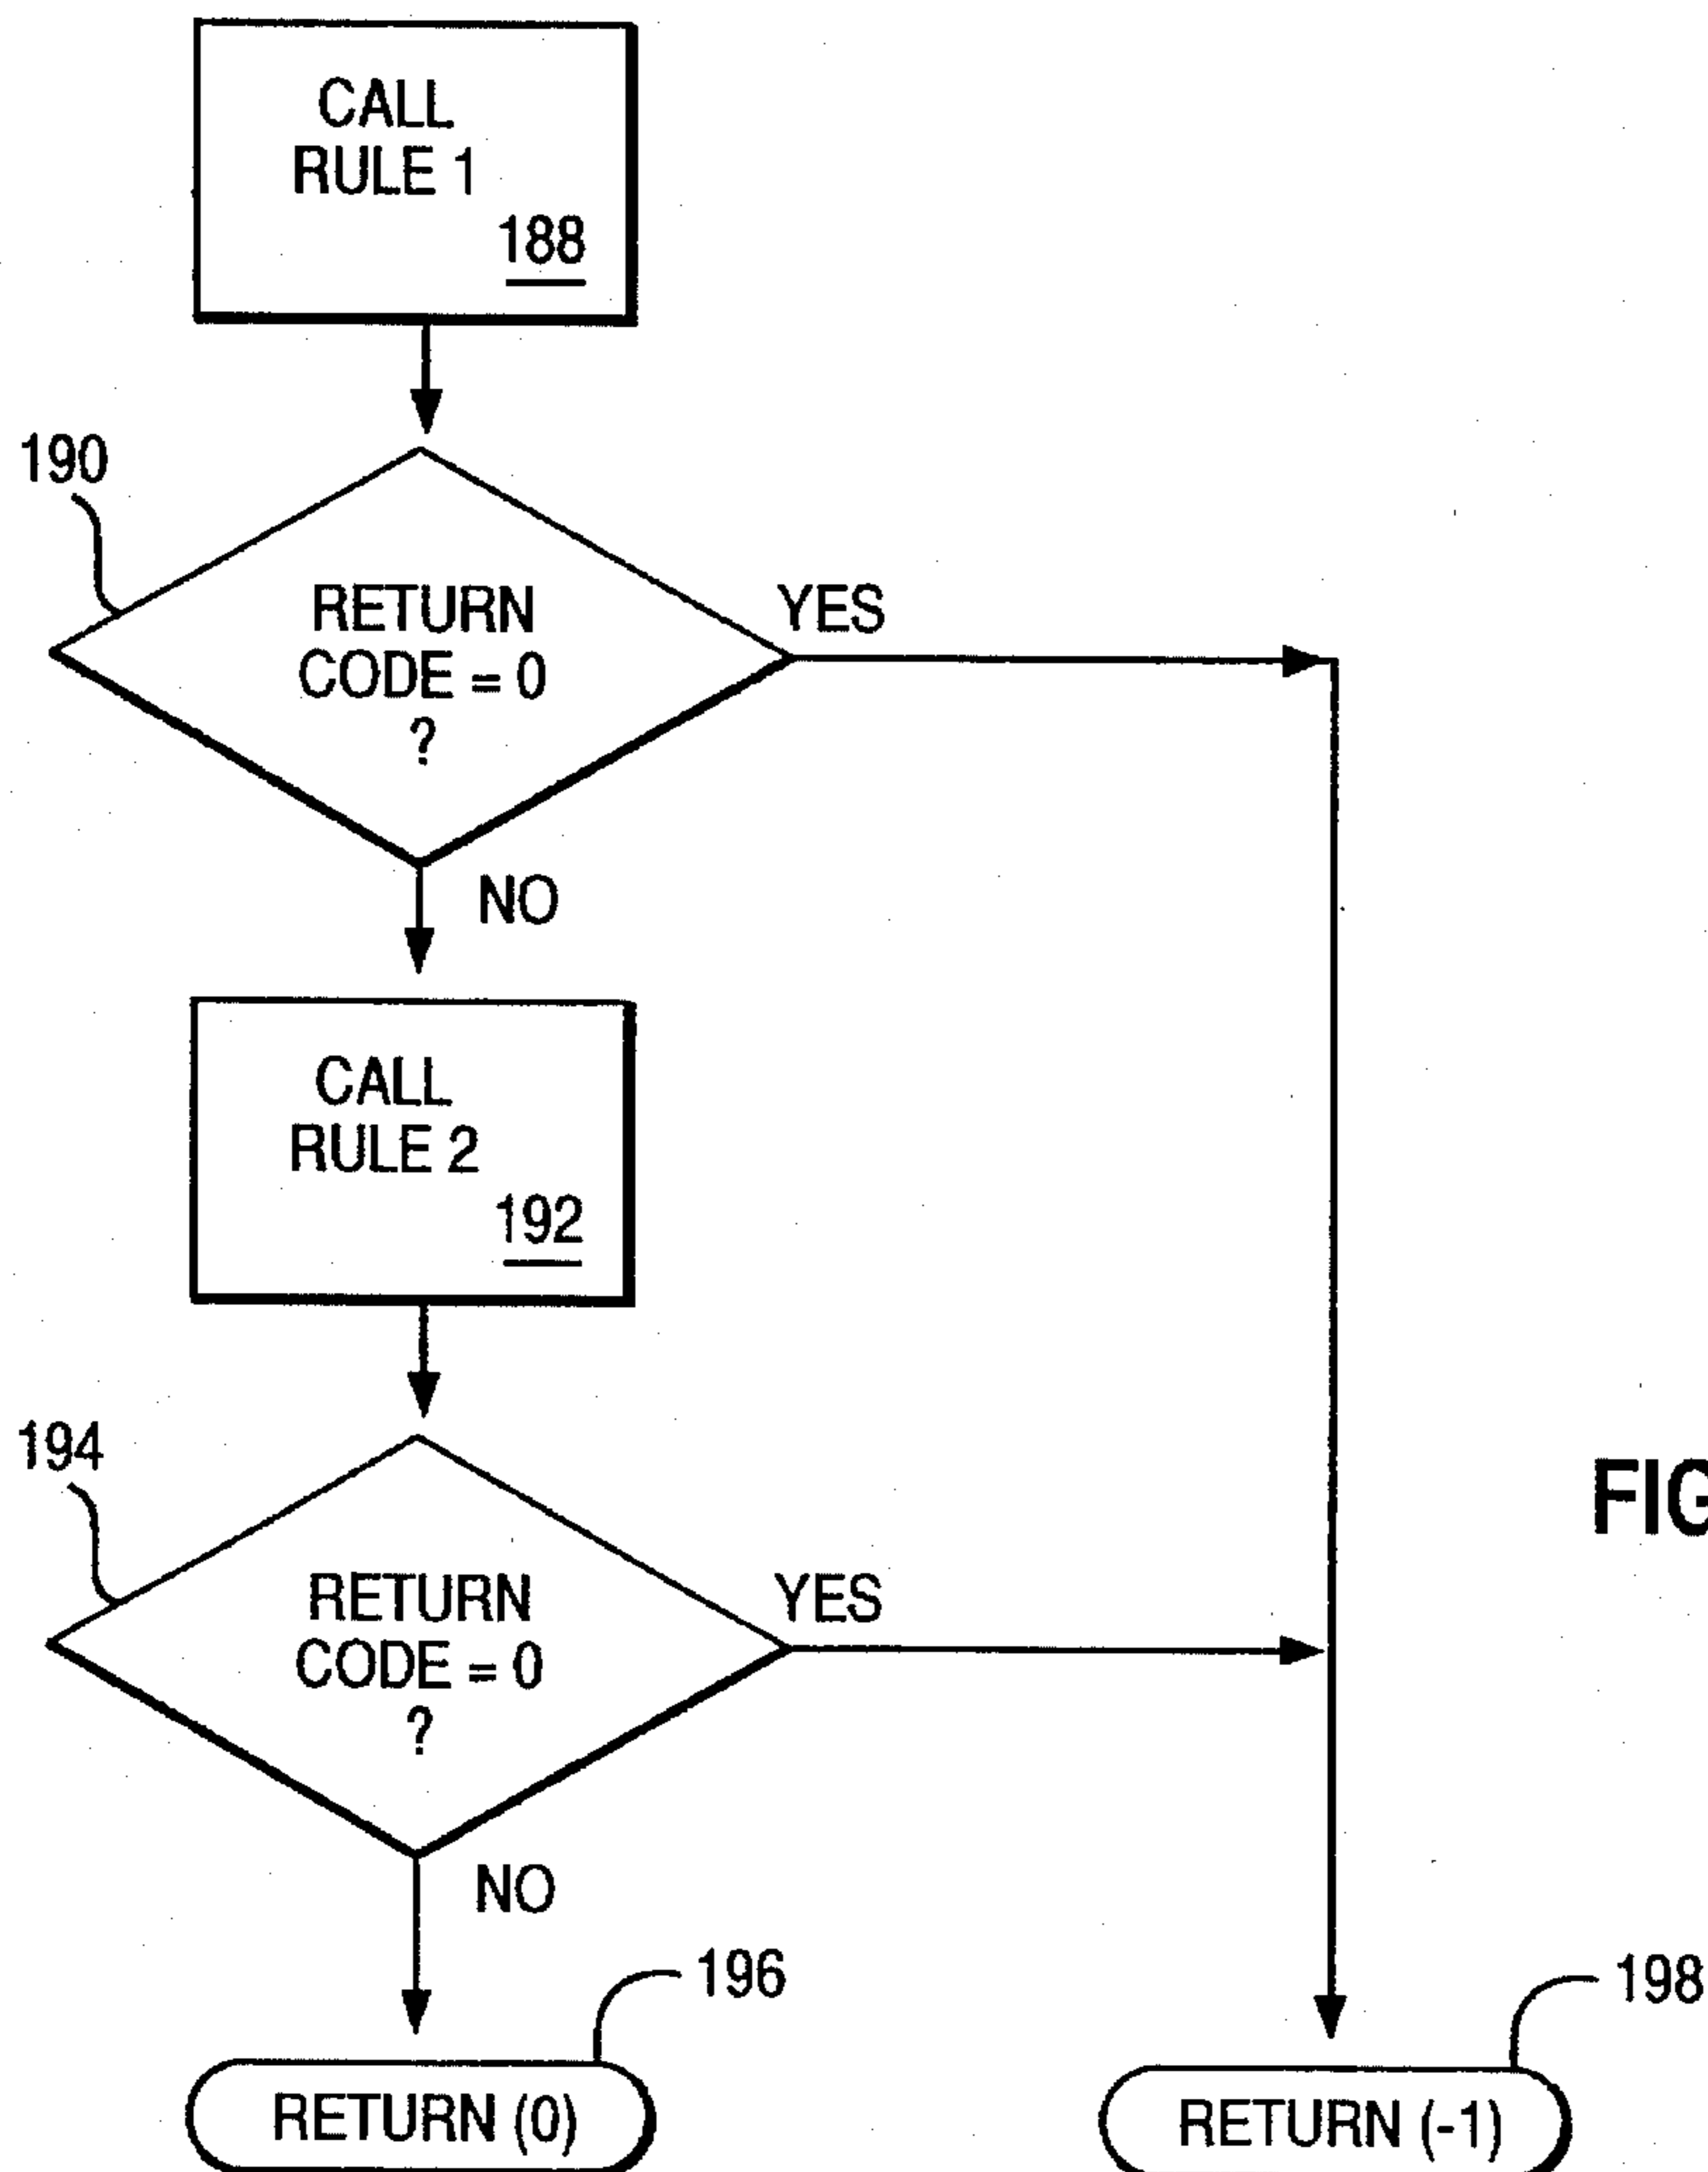 CALL
RULE 1
188
190
RETURN
CODE = 0
?
YES
NO
CALL
RULE 2
192
194
RETURN
CODE = 0
?
YES
FIG
NO
196
198
RETURN (0)
RETURN (-1)